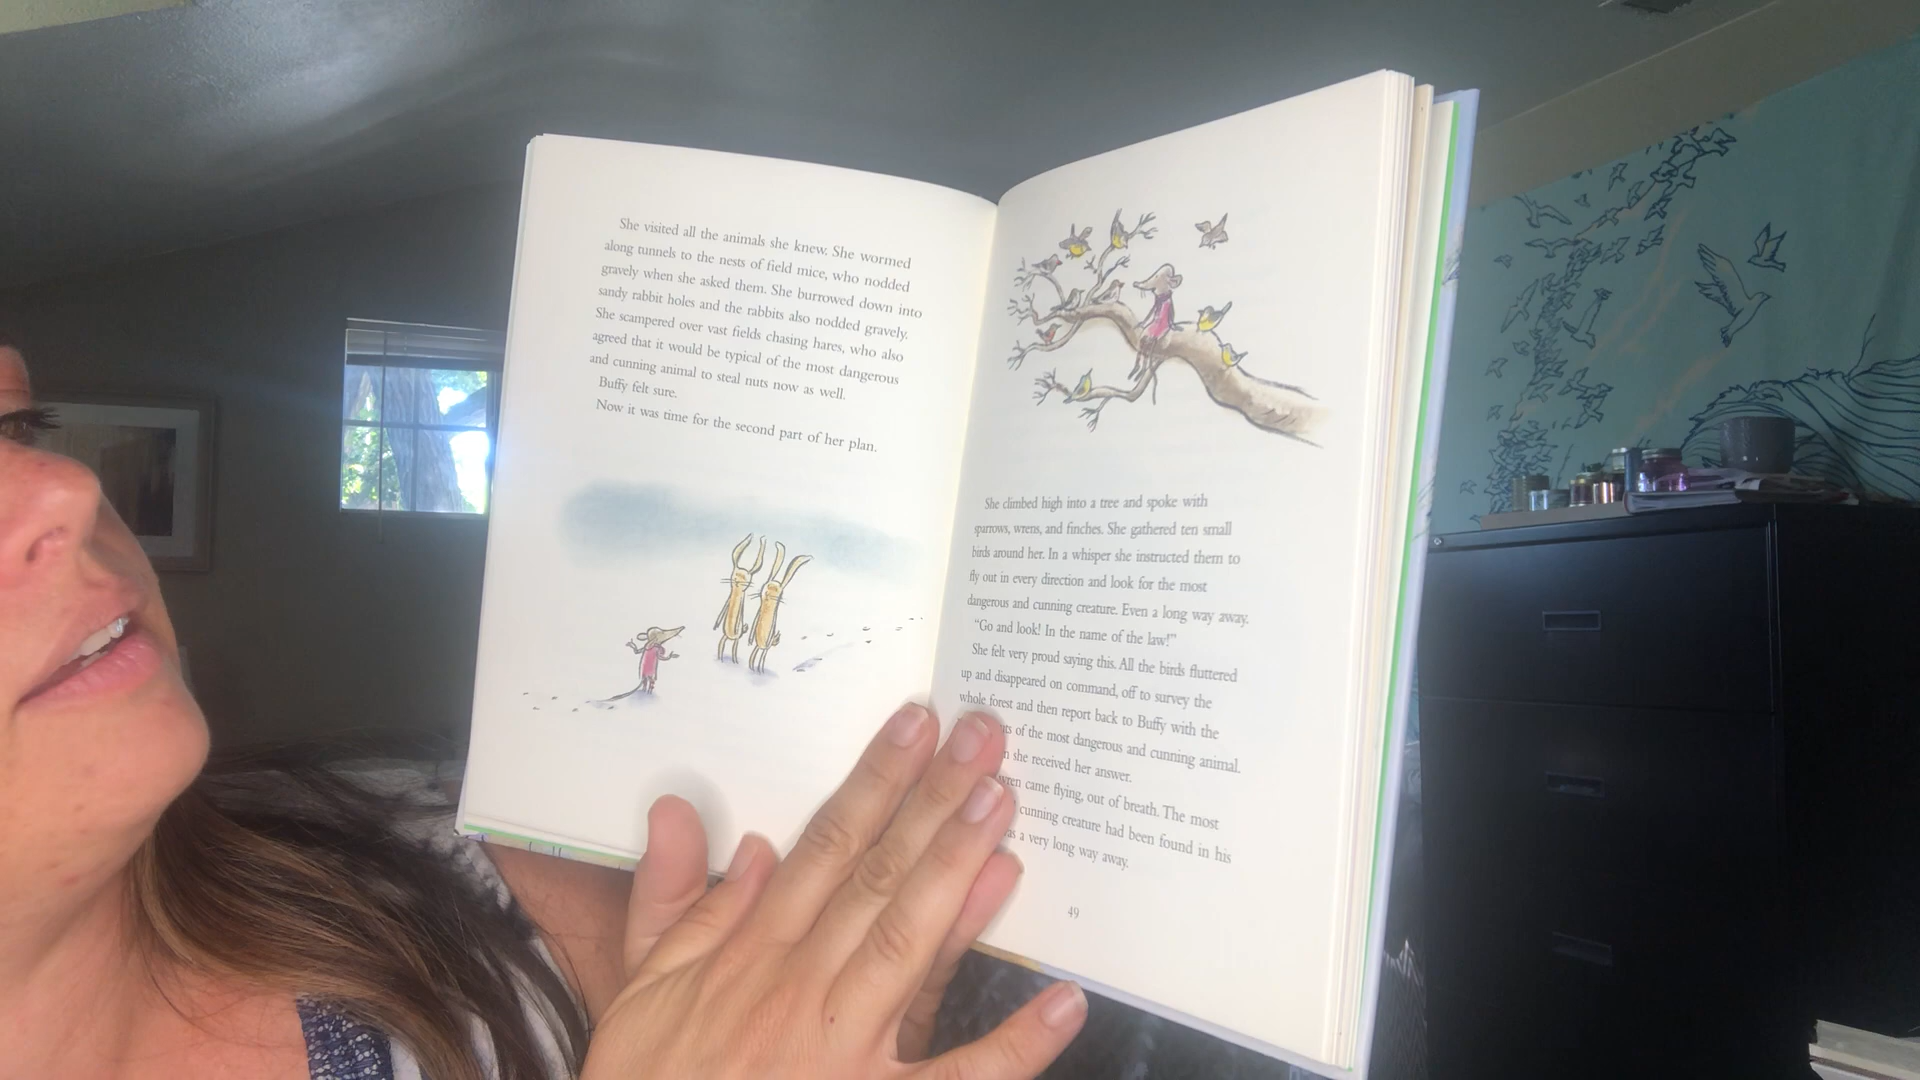 She visited all the animals she knew. She wormed
along tunnels to the nests of field mice, who nodded
gravely when she asked them. She burrowed down into
sandy rabbit holes and the rabbits also nodded gravely.
She scampered over vast fields chasing hares, who also
agreed that it would be typical of the most dangerous
and cunning animal to steal nuts now as well.
Buffy felt sure.
Now it was time for the second part of her plan.
She climbed high into a tree and spoke with
sparrows, wrens, and finches. She gathered ten small
birds around her. In a whisper she instructed them to
fly out in every direction and look for the most
dangerous and cunning creature. Even a long way away.
“Go and look! In the name of the law!”
She felt very proud saying this. All the birds fluttered
up and disappeared on command, off to survey the
whole forest and then report back to Buffy with the
of the most dangerous and cunning animal.
she received her answer.
wren came flying, out of breath. The most
cunning creature had been found in his
a very long way away.
49